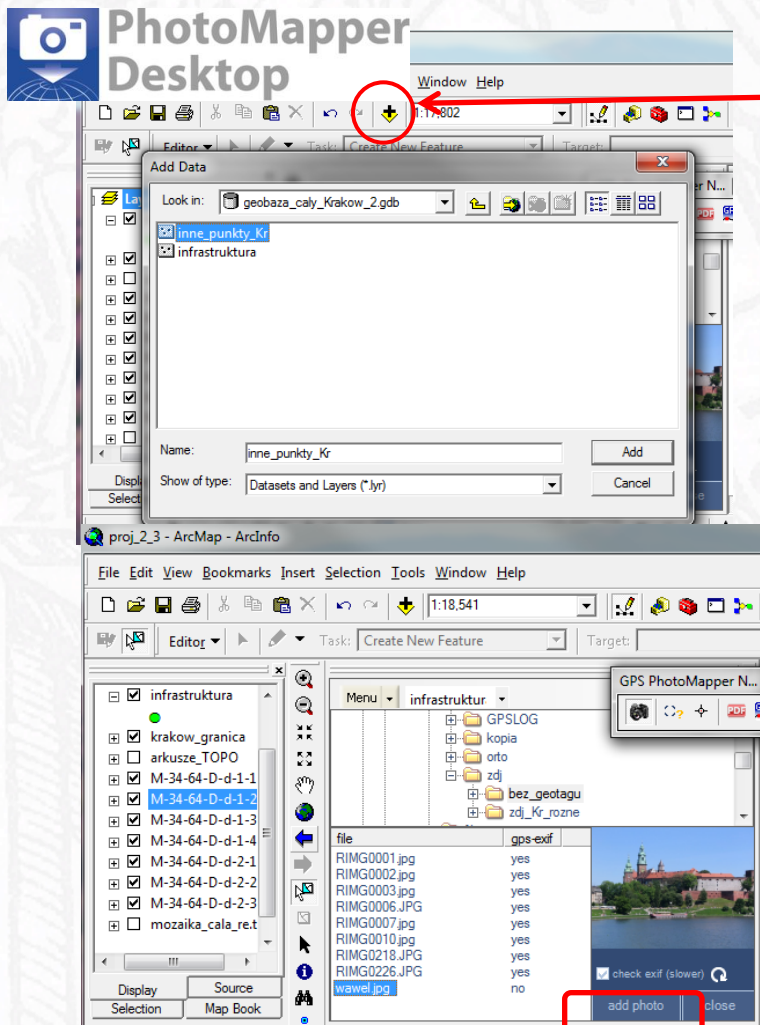 PhotoMapper
Desktop
Window Help
1:17,802
Editor Task: Create New Feature Target:
Add Data
Look in: geobaza_caly_Krakow_2.gdb
er N...
PDF
inne_punkty_Kr
infrastruktura
Name: inne_punkty_Kr Add
Show of type: Datasets and Layers (*.lyr) Cancel
Displ
Select
proj_2_3 - ArcMap - ArcInfo
File Edit View Bookmarks Insert Selection Tools Window Help
1:18,541
Editor Task: Create New Feature Target:
GPS PhotoMapper N...
PDF
infrastruktura
krakow_granica
arkusze_TOPO
M-34-64-D-d-1-1
M-34-64-D-d-1-2
M-34-64-D-d-1-3
M-34-64-D-d-1-4
M-34-64-D-d-2-1
M-34-64-D-d-2-2
M-34-64-D-d-2-3
mozaika_cala_re.t
Display Source
Selection Map Book
Menu infrastruktur
GPSLOG
kopia
orto
zdj
bez_geotagu
zdj_Kr_rozne
file gps-exif
RIMG0001.jpg yes
RIMG0002.jpg yes
RIMG0003.jpg yes
RIMG0006.JPG yes
RIMG0007.jpg yes
RIMG0010.jpg yes
RIMG0218.JPG yes
RIMG0226.JPG yes
wawel.jpg no
check exif (slower)
add photo close